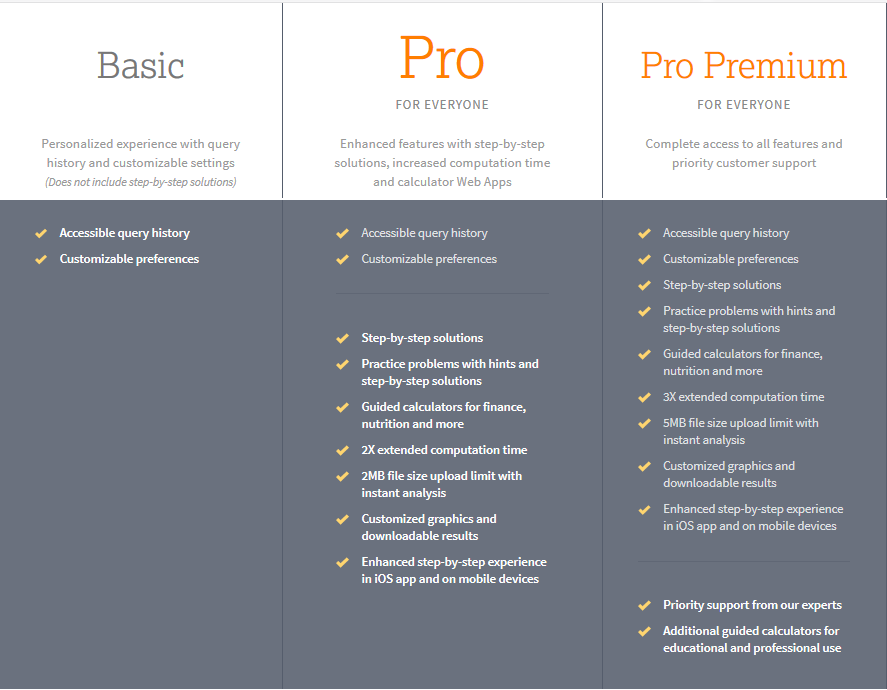 Basic
Personalized experience with query
history and customizable settings
(Does not include step-by-step solutions)
Accessible query history
Customizable preferences
Pro
FOR EVERYONE
Enhanced features with step-by-step
solutions, increased computation time
and calculator Web Apps
Accessible query history
Customizable preferences
Step-by-step solutions
Practice problems with hints and
step-by-step solutions
Guided calculators for finance,
nutrition and more
2X extended computation time
2MB file size upload limit with
instant analysis
Customized graphics and
downloadable results
Enhanced step-by-step experience
in iOS app and on mobile devices
Pro Premium
FOR EVERYONE
Complete access to all features and
priority customer support
Accessible query history
Customizable preferences
Step-by-step solutions
Practice problems with hints and
step-by-step solutions
Guided calculators for finance,
nutrition and more
3X extended computation time
5MB file size upload limit with
instant analysis
Customized graphics and
downloadable results
Enhanced step-by-step experience
in iOS app and on mobile devices
Priority support from our experts
Additional guided calculators for
educational and professional use